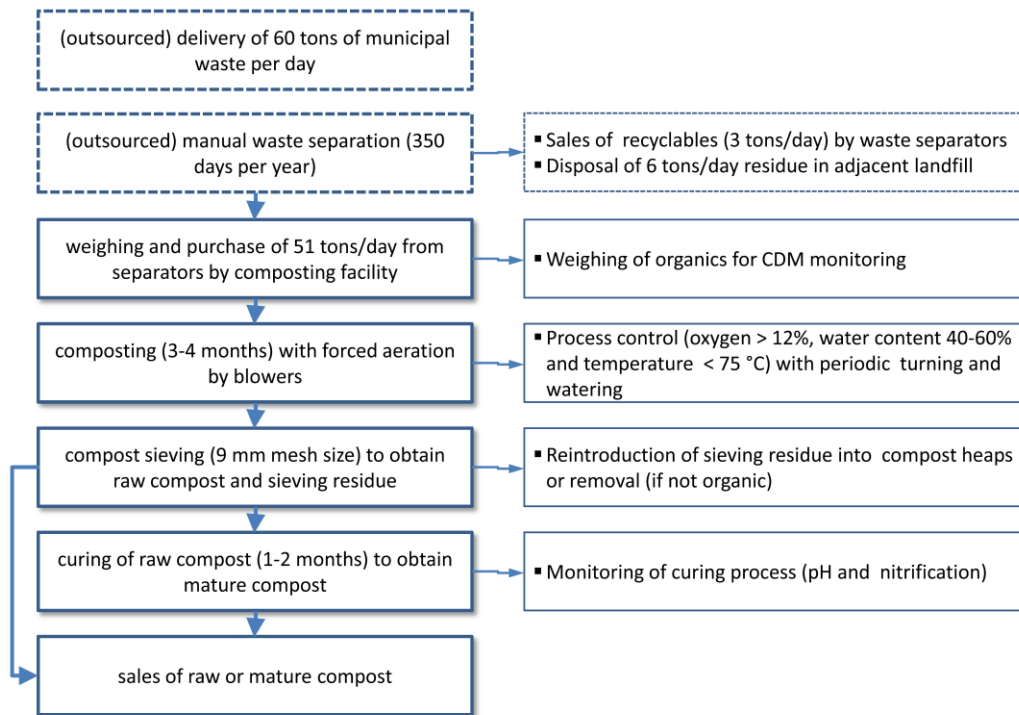 (outsourced) delivery of 60 tons of municipal
waste per day
(outsourced) manual waste separation (350
days per year)
▪ Sales of recyclables (3 tons/day) by waste separators
▪ Disposal of 6 tons/day residue in adjacent landfill
weighing and purchase of 51 tons/day from
separators by composting facility
▪ Weighing of organics for CDM monitoring
composting (3-4 months) with forced aeration
by blowers
▪ Process control (oxygen > 12%, water content 40-60%
and temperature < 75 °C) with periodic turning and
watering
compost sieving (9 mm mesh size) to obtain
raw compost and sieving residue
▪ Reintroduction of sieving residue into compost heaps
or removal (if not organic)
curing of raw compost (1-2 months) to obtain
mature compost
▪ Monitoring of curing process (pH and nitrification)
sales of raw or mature compost